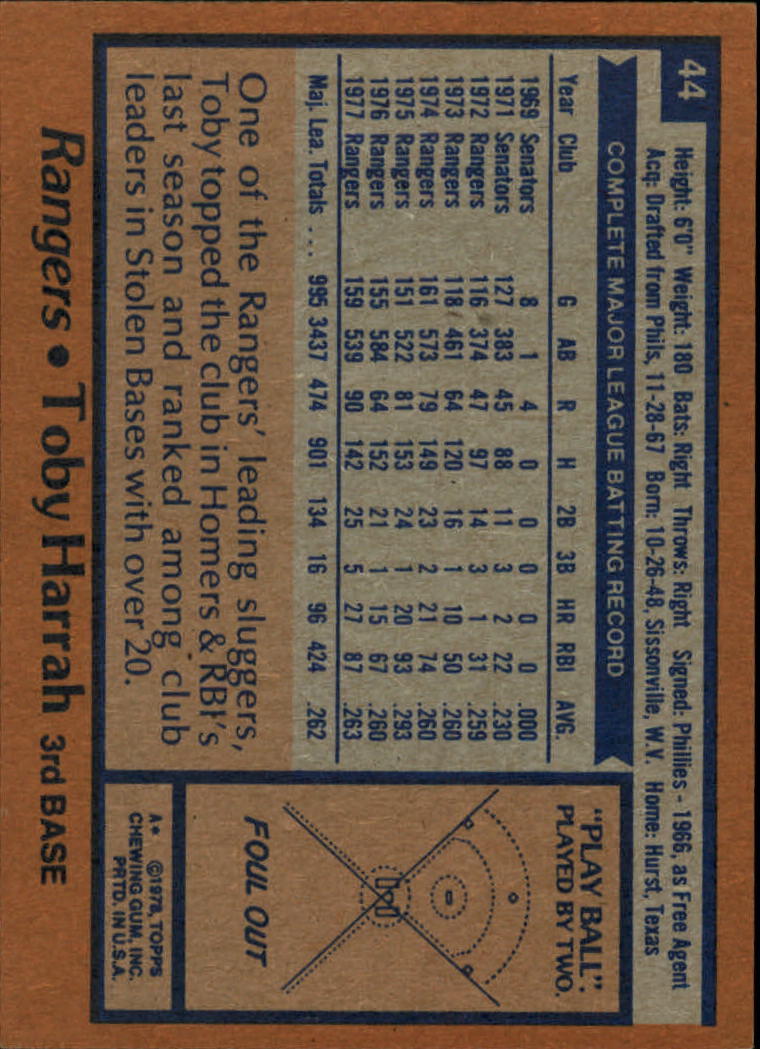 44
Height: 6'0" Weight: 180 Bats: Right Throws: Right Signed: Phillies - 1966, as Free Agent
Acq: Drafted from Phils, 11-28-67 Born: 10-26-48, Sissonville, W.V. Home: Hurst, Texas
COMPLETE MAJOR LEAGUE BATTING RECORD
Year Club G AB R H 2B 3B HR RBI AVG.
1969 Senators 8 1 4 0 0 0 0 0 .000
1971 Senators 127 383 45 88 11 3 2 22 .230
1972 Rangers 116 374 47 97 14 3 1 31 .259
1973 Rangers 118 461 64 120 16 1 10 50 .260
1974 Rangers 161 573 79 149 23 2 21 74 .260
1975 Rangers 151 522 81 153 24 1 20 93 .293
1976 Rangers 155 584 64 152 21 1 15 67 .260
1977 Rangers 159 539 90 142 25 5 27 87 .263
Maj. Lea. Totals ... 995 3437 474 901 134 16 96 424 .262
One of the Rangers' leading sluggers,
Toby topped the club in Homers & RBI's
last season and ranked among club
leaders in Stolen Bases with over 20.
"PLAY BALL":
PLAYED BY TWO.
FOUL OUT
A* ©1978, TOPPS
CHEWING GUM, INC.
PRTD. IN U.S.A.
Rangers • Toby Harrah 3rd BASE